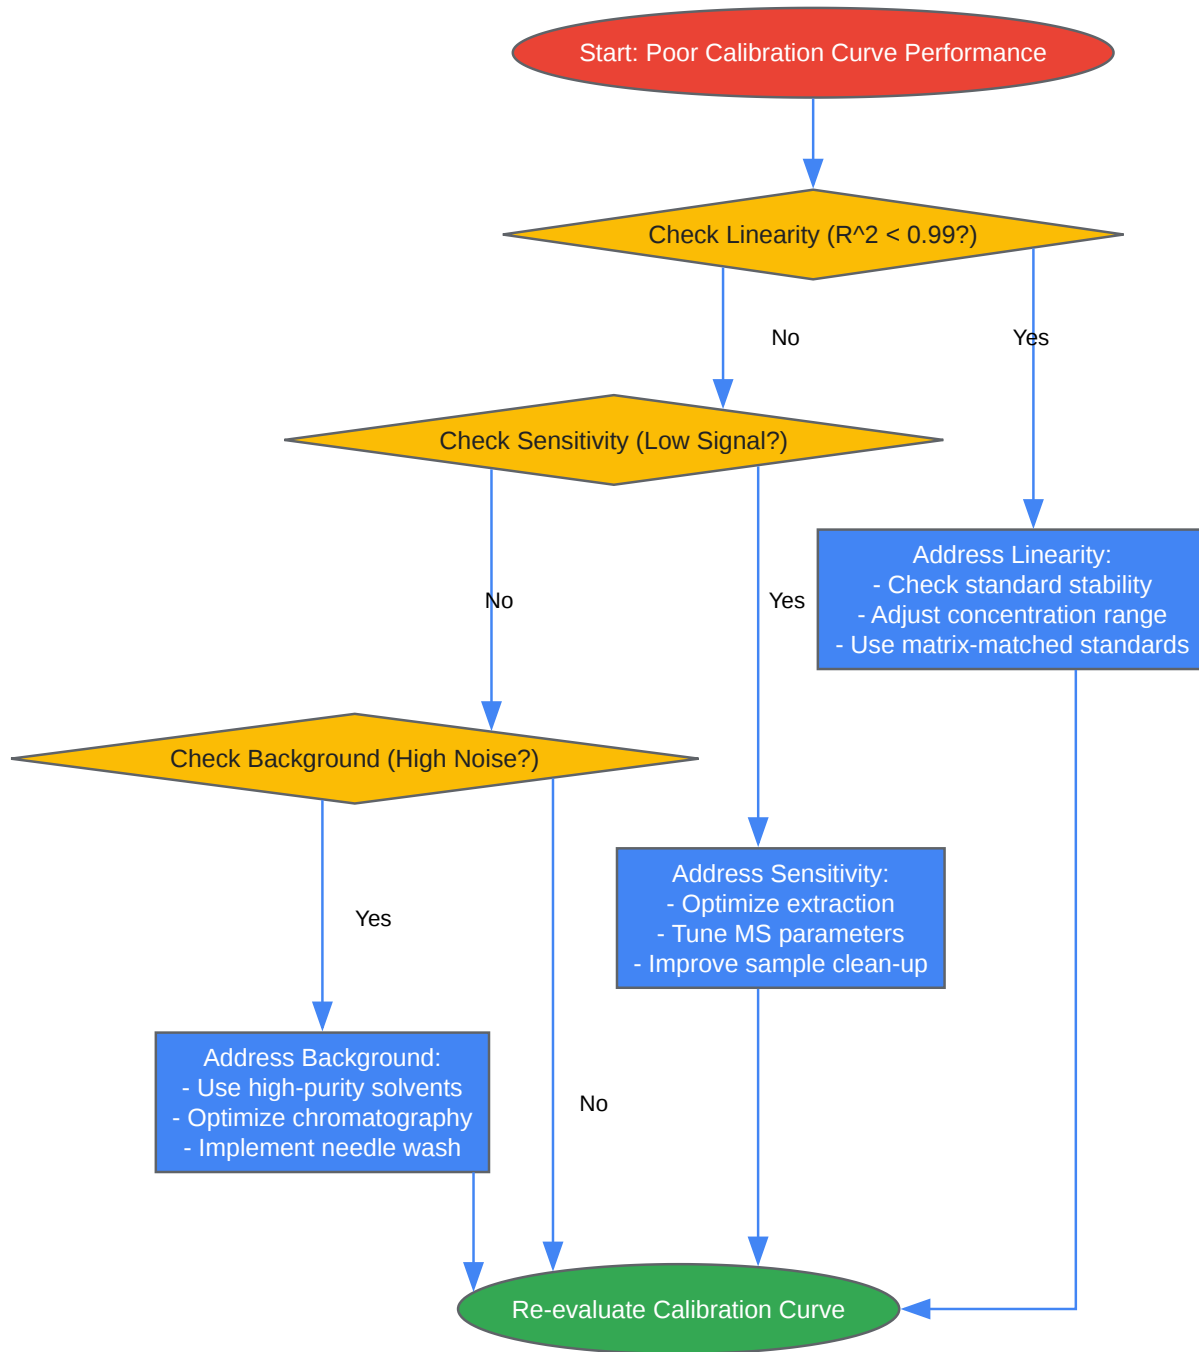 Start: Poor Calibration Curve Performance
Check Linearity (R^2 < 0.99?)
No
Yes
Check Sensitivity (Low Signal?)
No
Yes
Address Linearity:
- Check standard stability
- Adjust concentration range
- Use matrix-matched standards
Check Background (High Noise?)
Yes
No
Address Sensitivity:
- Optimize extraction
- Tune MS parameters
- Improve sample clean-up
Address Background:
- Use high-purity solvents
- Optimize chromatography
- Implement needle wash
Re-evaluate Calibration Curve